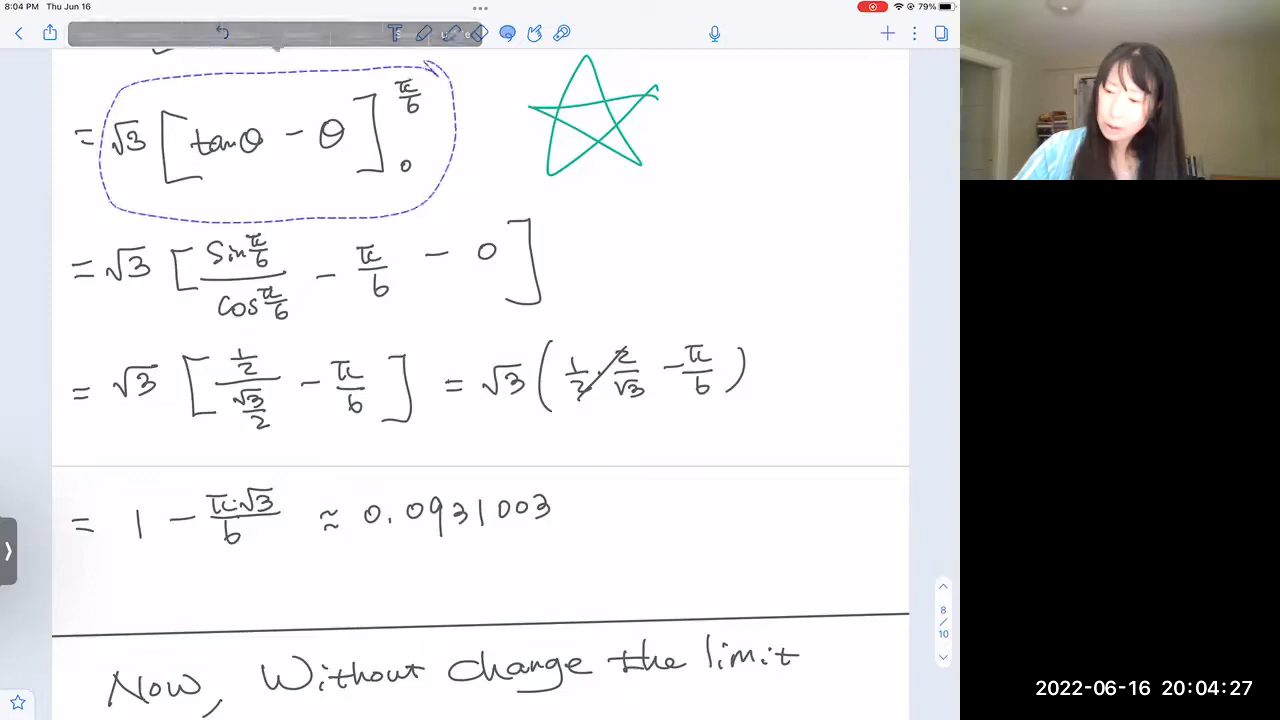 8:04 PM Thu Jun 16
79%
= √3 [tanθ − θ]₀^(π/6)
= √3 [ (sin π/6)/(cos π/6) − π/6 − 0 ]
= √3 [ (1/2)/(√3/2) − π/6 ] = √3 ( 1/2 · 2/√3 − π/6 )
= 1 − π·√3/6 ≈ 0.0931003
8
/
10
Now, Without change the limit
2022-06-16 20:04:27